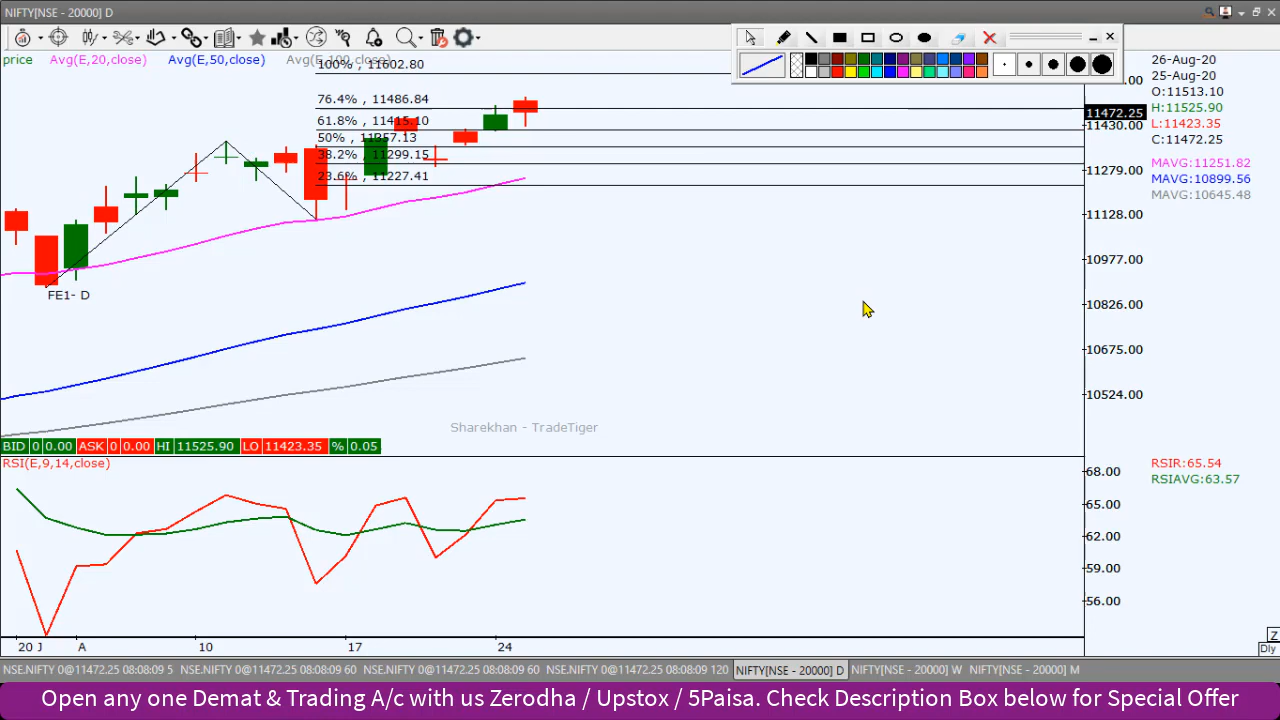 NIFTY[NSE - 20000] D
price Avg(E,20,close) Avg(E,50,close) Avg(E,100,close)
100% , 11602.80
76.4% , 11486.84
61.8% , 11415.10
50% , 11357.13
38.2% , 11299.15
23.6% , 11227.41
FE1- D
11472.25
11430.00
11279.00
11128.00
10977.00
10826.00
10675.00
10524.00
26-Aug-20
25-Aug-20
O:11513.10
H:11525.90
L:11423.35
C:11472.25
MAVG:11251.82
MAVG:10899.56
MAVG:10645.48
Sharekhan - TradeTiger
BID 0 0.00 ASK 0 0.00 HI 11525.90 LO 11423.35 % 0.05
RSI(E,9,14,close)
68.00
65.00
62.00
59.00
56.00
RSIR:65.54
RSIAVG:63.57
20 J A 10 17 24
Z
Dly
NSE.NIFTY 0@11472.25 08:08:09 5 NSE.NIFTY 0@11472.25 08:08:09 60 NSE.NIFTY 0@11472.25 08:08:09 60 NSE.NIFTY 0@11472.25 08:08:09 120 NIFTY[NSE - 20000] D NIFTY[NSE - 20000] W NIFTY[NSE - 20000] M
Open any one Demat & Trading A/c with us Zerodha / Upstox / 5Paisa. Check Description Box below for Special Offer